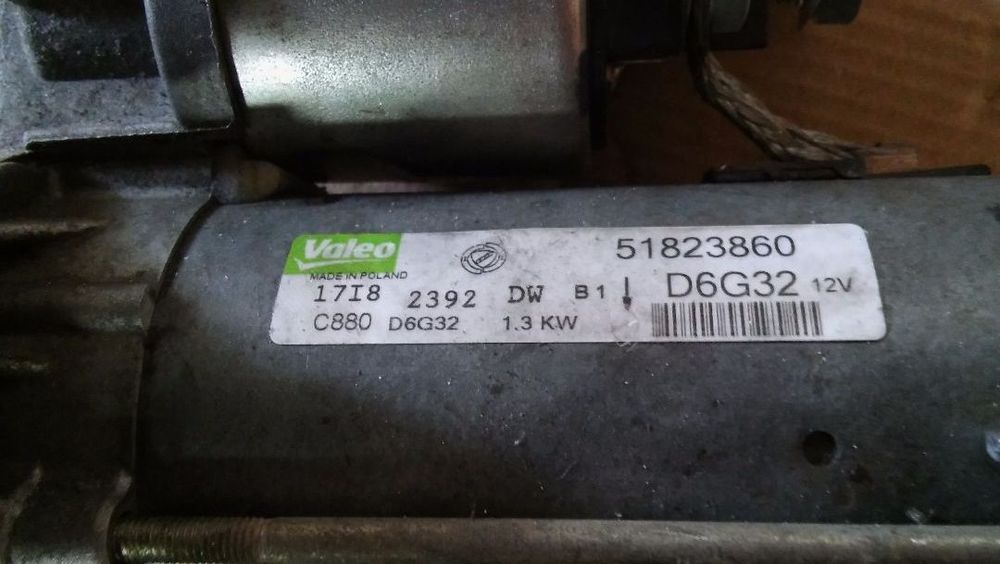 Valeo
MADE IN POLAND
51823860
17I8 2392 DW B1 D6G32 12V
C880 D6G32 1.3 KW